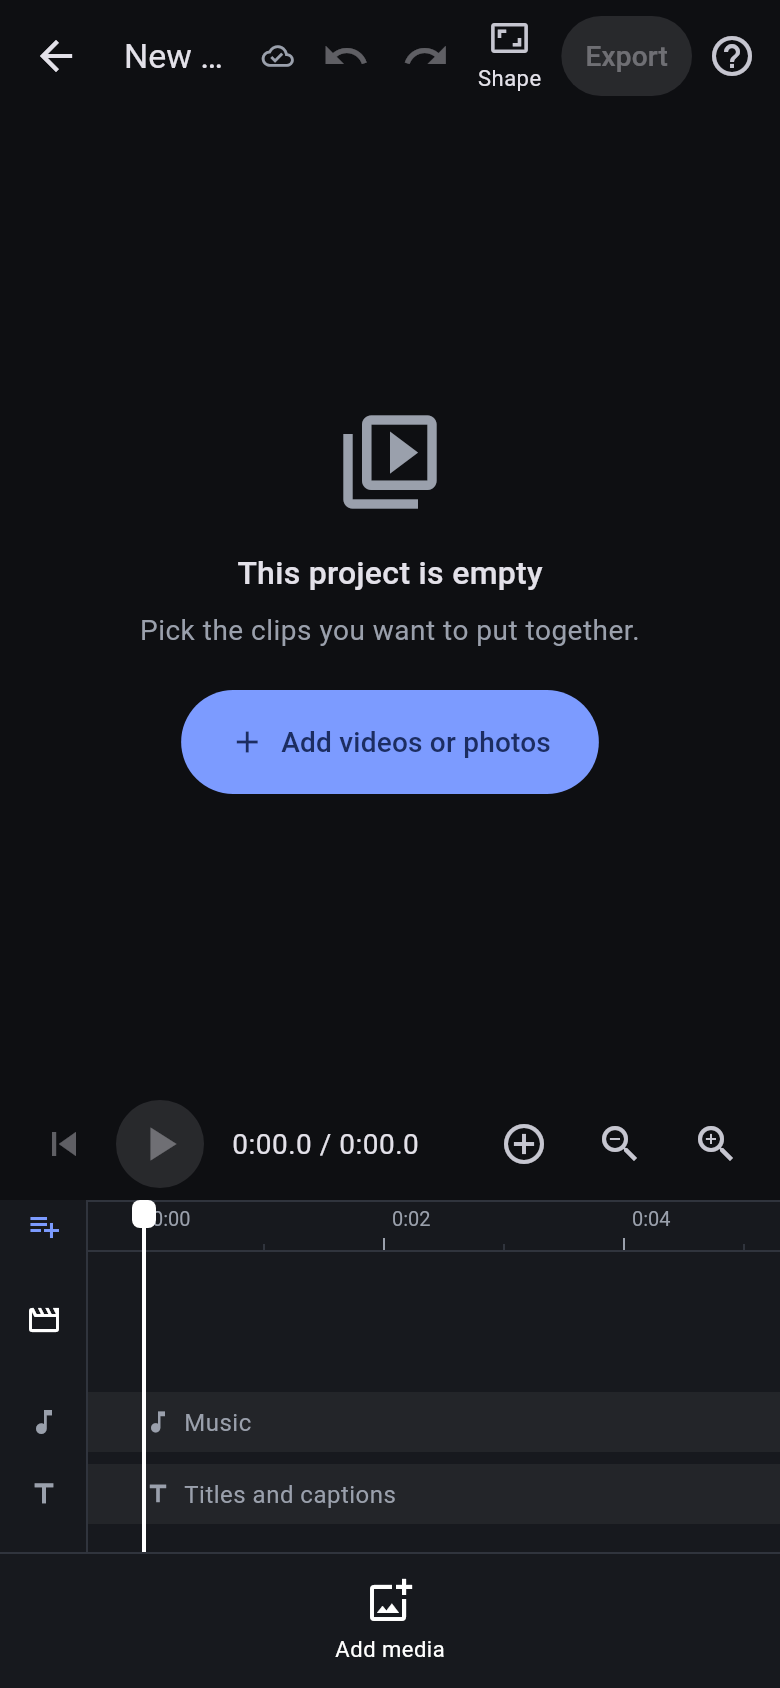 New ...
Shape
Export
This project is empty
Pick the clips you want to put together.
Add videos or photos
0:00.0 / 0:00.0
0:00 0:02 0:04
Music
Titles and captions
Add media